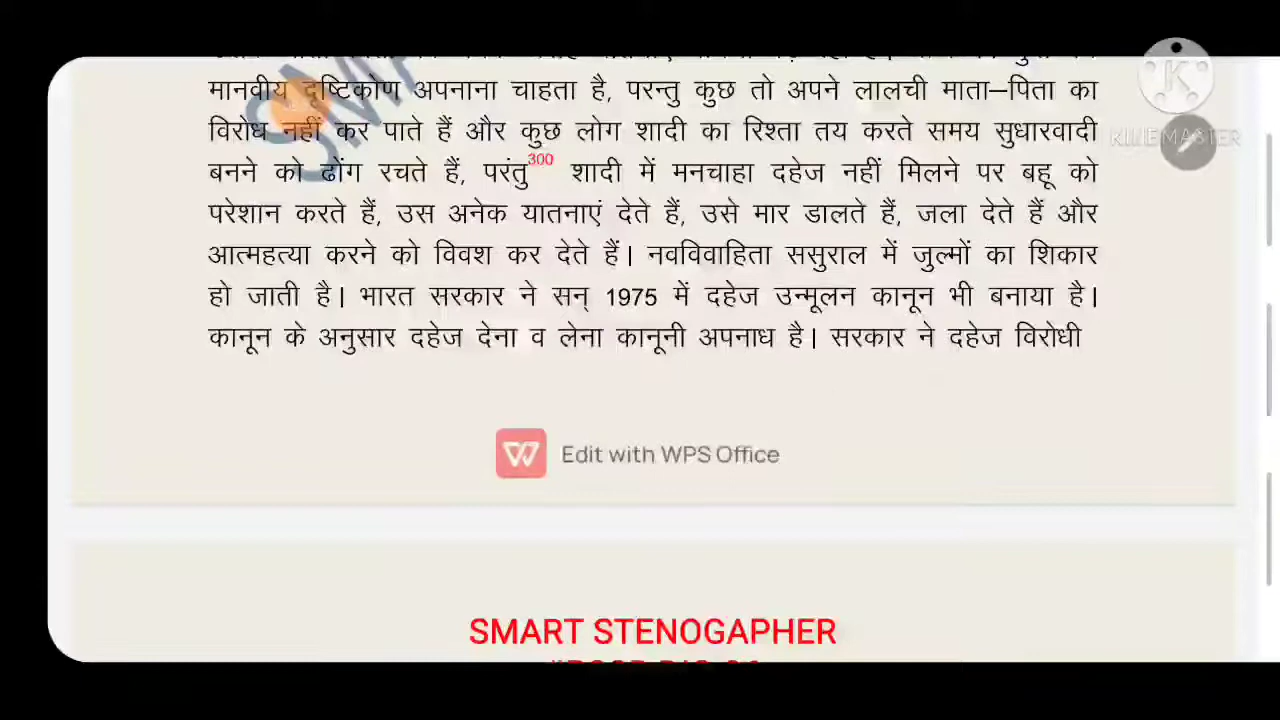 मानवीय दृष्टिकोण अपनाना चाहता है, परन्तु कुछ तो अपने लालची माता–पिता का
विरोध नहीं कर पाते हैं और कुछ लोग शादी का रिश्ता तय करते समय सुधारवादी
बनने को ढोंग रचते हैं, परंतु300 शादी में मनचाहा दहेज नहीं मिलने पर बहू को
परेशान करते हैं, उस अनेक यातनाएं देते हैं, उसे मार डालते हैं, जला देते हैं और
आत्महत्या करने को विवश कर देते हैं। नवविवाहिता ससुराल में जुल्मों का शिकार
हो जाती है। भारत सरकार ने सन् 1975 में दहेज उन्मूलन कानून भी बनाया है।
कानून के अनुसार दहेज देना व लेना कानूनी अपनाध है। सरकार ने दहेज विरोधी
K
KINEMASTER
Edit with WPS Office
SMART STENOGAPHER